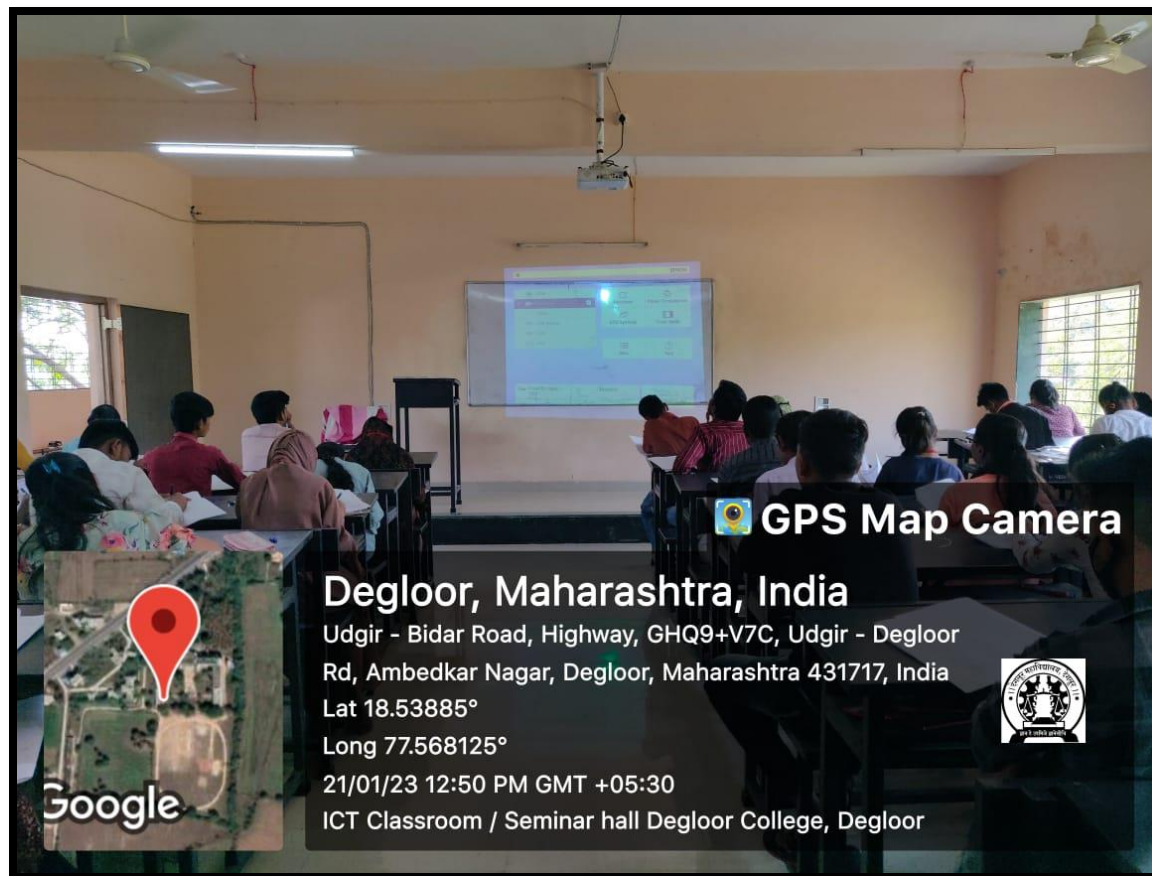 GPS Map Camera
Degloor, Maharashtra, India
Udgir - Bidar Road, Highway, GHQ9+V7C, Udgir - Degloor
Rd, Ambedkar Nagar, Degloor, Maharashtra 431717, India
Lat 18.53885°
Long 77.568125°
21/01/23 12:50 PM GMT +05:30
ICT Classroom / Seminar hall Degloor College, Degloor
Google